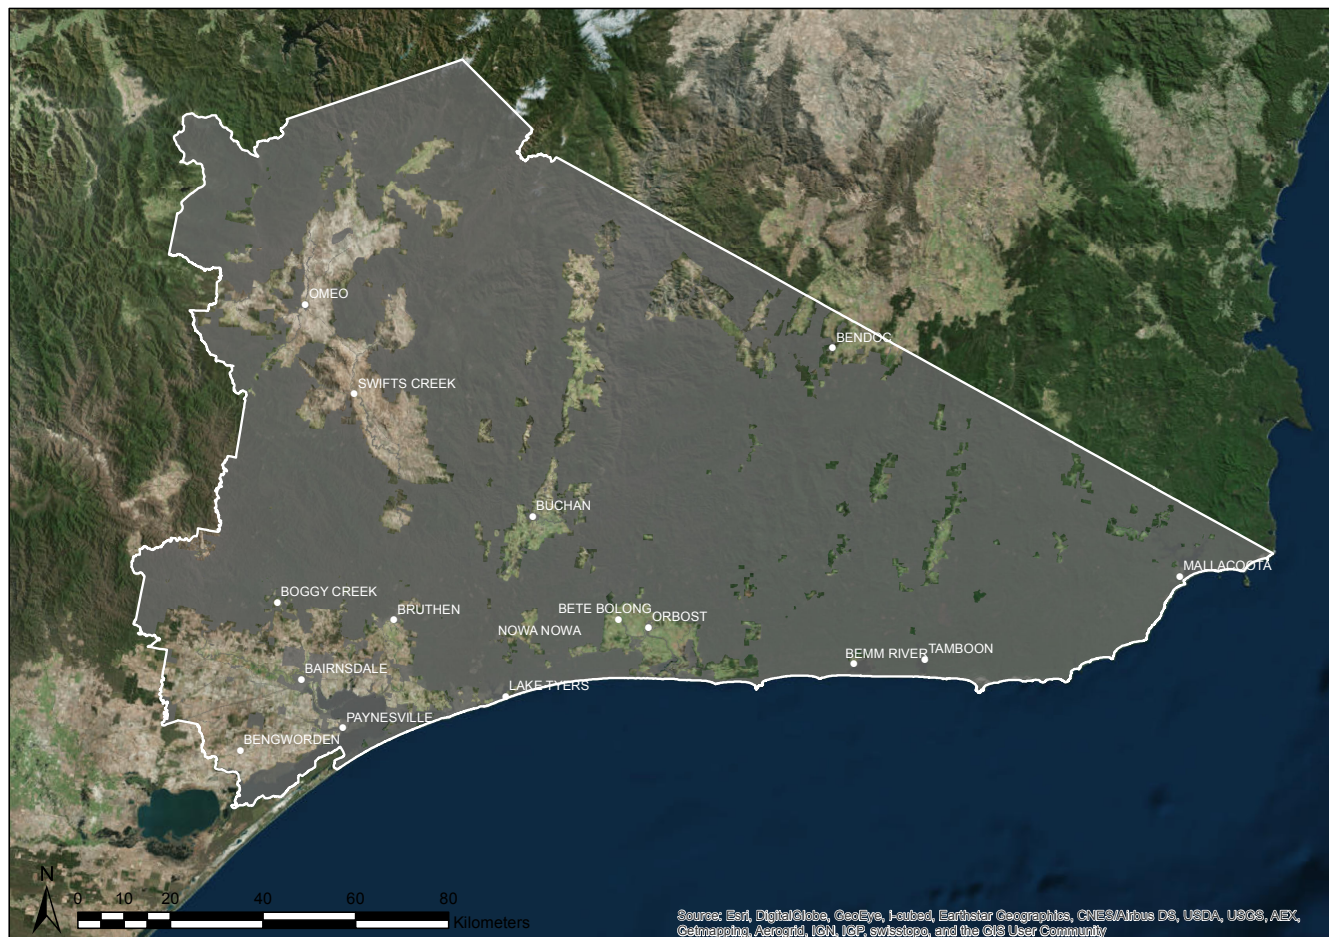 OMEO
BENDOC
SWIFTS CREEK
BUCHAN
MALLACOOTA
BOGGY CREEK
BRUTHEN
BETE BOLONG
ORBOST
NOWA NOWA
BEMM RIVER
TAMBOON
BAIRNSDALE
LAKE TYERS
PAYNESVILLE
BENGWORDEN
N
0 10 20 40 60 80
Kilometers
Source: Esri, DigitalGlobe, GeoEye, i-cubed, Earthstar Geographics, CNES/Airbus DS, USDA, USGS, AEX,
Getmapping, Aerogrid, IGN, IGP, swisstopo, and the GIS User Community